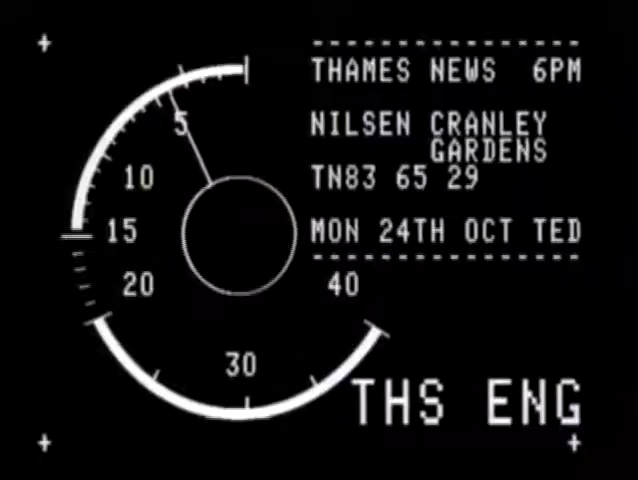 THAMES NEWS 6PM
NILSEN CRANLEY
GARDENS
TN83 65 29
MON 24TH OCT TED
5
10
15
20
30
40
THS ENG